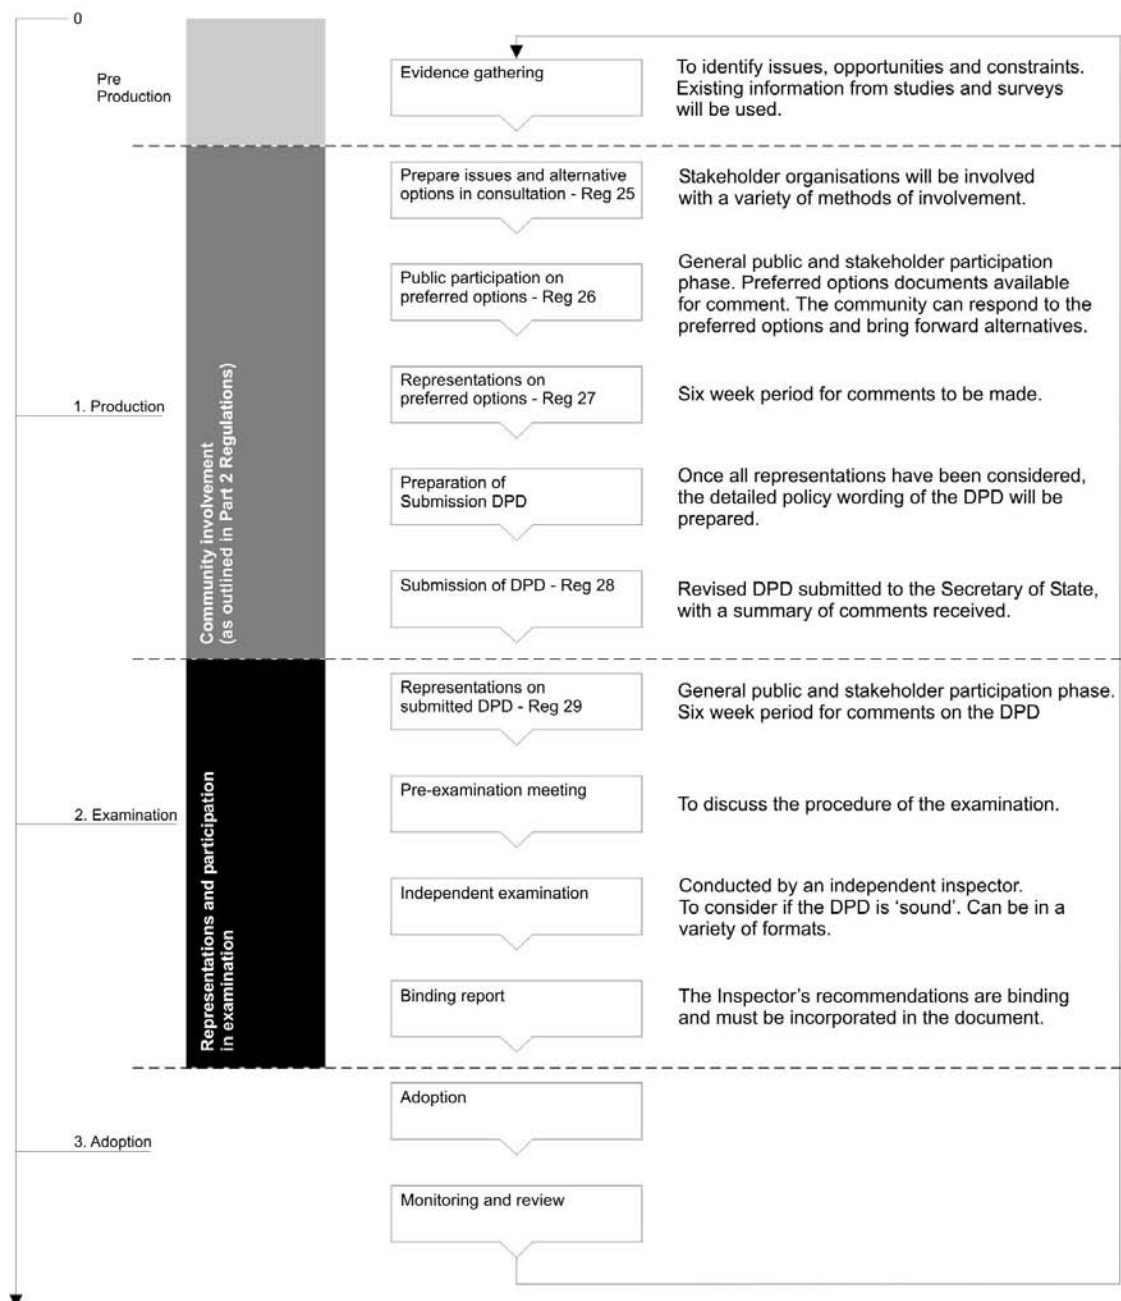 0
Pre
Production
Evidence gathering
To identify issues, opportunities and constraints.
Existing information from studies and surveys
will be used.
Prepare issues and alternative
options in consultation - Reg 25
Stakeholder organisations will be involved
with a variety of methods of involvement.
Public participation on
preferred options - Reg 26
General public and stakeholder participation
phase. Preferred options documents available
for comment. The community can respond to the
preferred options and bring forward alternatives.
1. Production
Community involvement
(as outlined in Part 2 Regulations)
Representations on
preferred options - Reg 27
Six week period for comments to be made.
Preparation of
Submission DPD
Once all representations have been considered,
the detailed policy wording of the DPD will be
prepared.
Submission of DPD - Reg 28
Revised DPD submitted to the Secretary of State,
with a summary of comments received.
Representations on
submitted DPD - Reg 29
General public and stakeholder participation phase.
Six week period for comments on the DPD
2. Examination
Representations and participation
in examination
Pre-examination meeting
To discuss the procedure of the examination.
Independent examination
Conducted by an independent inspector.
To consider if the DPD is ‘sound’. Can be in a
variety of formats.
Binding report
The Inspector’s recommendations are binding
and must be incorporated in the document.
3. Adoption
Adoption
Monitoring and review